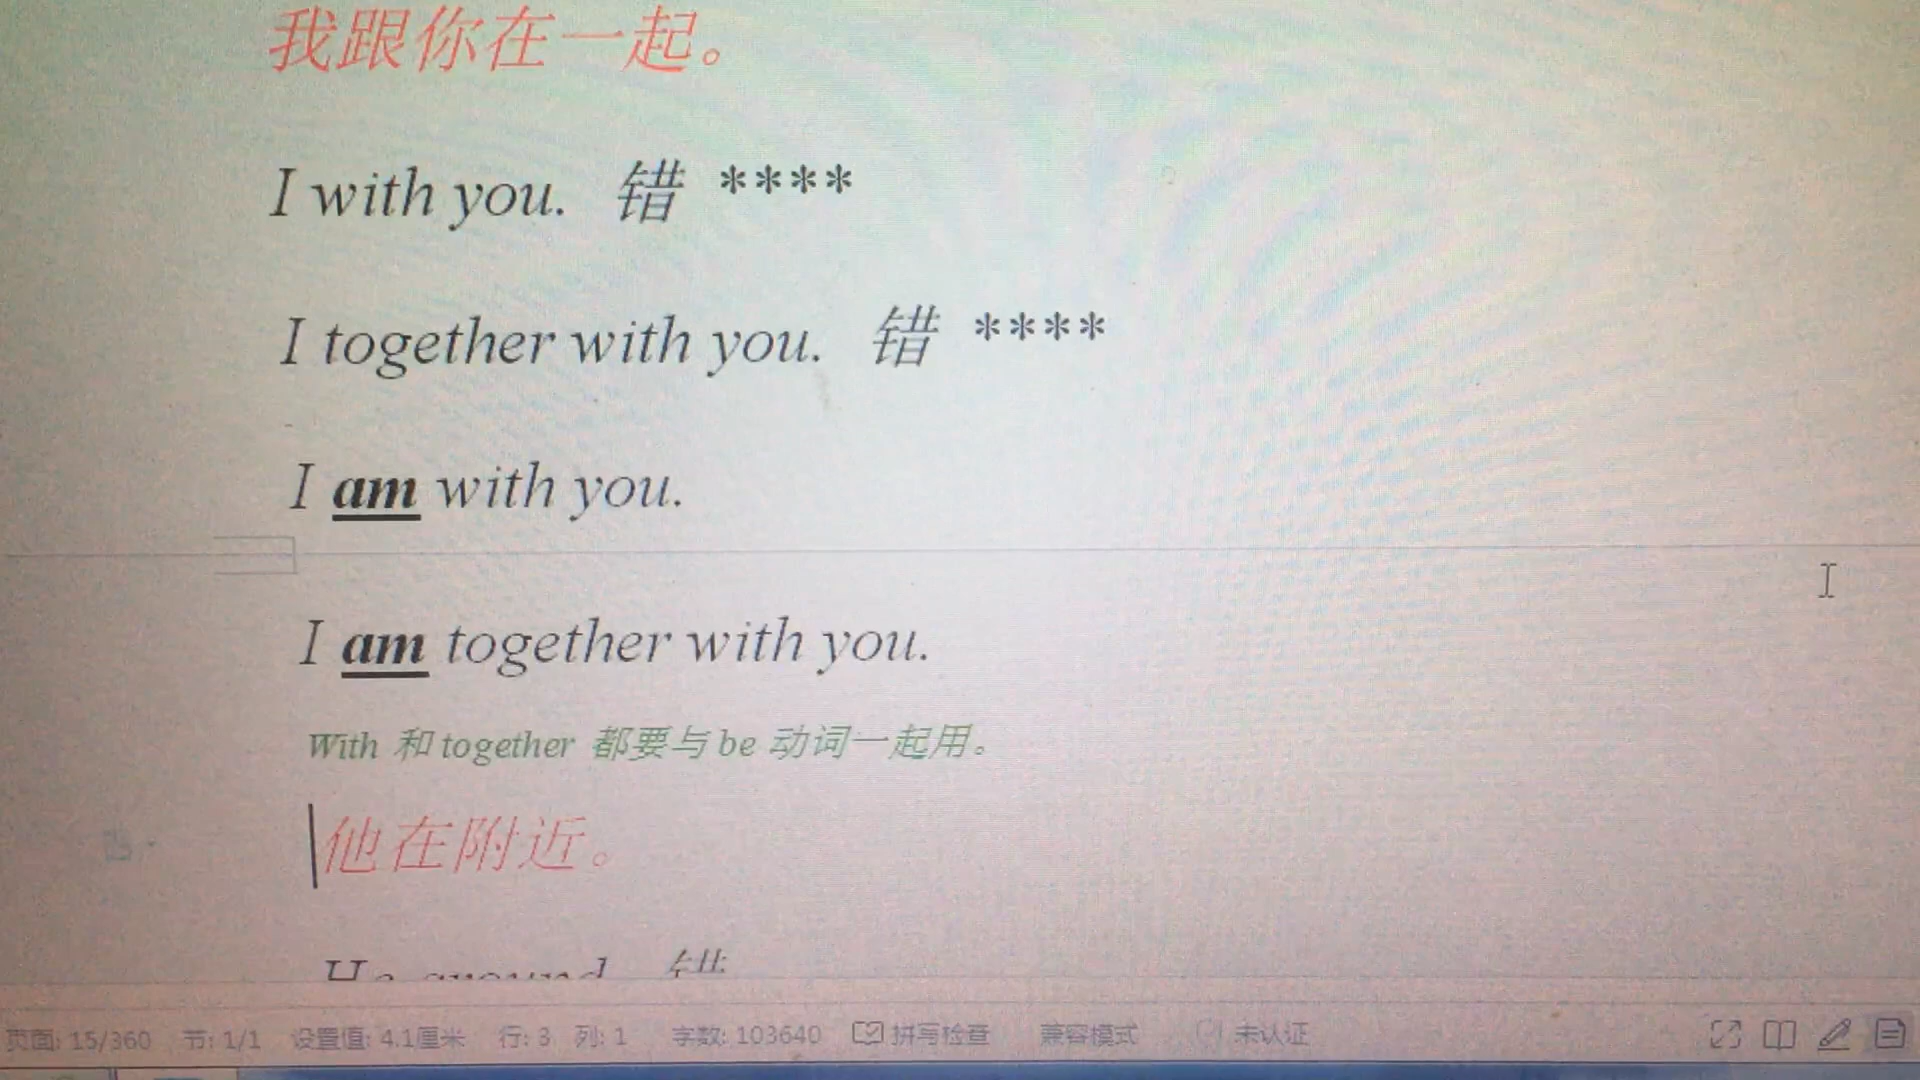 我跟你在一起。
I with you. 错 ****
I together with you. 错 ****
I am with you.
I am together with you.
With 和 together 都要与 be 动词一起用。
他在附近。
He around 错
页面: 15/360 节: 1/1 设置值: 4.1厘米 行: 3 列: 1 字数: 103640 拼写检查 兼容模式 未认证